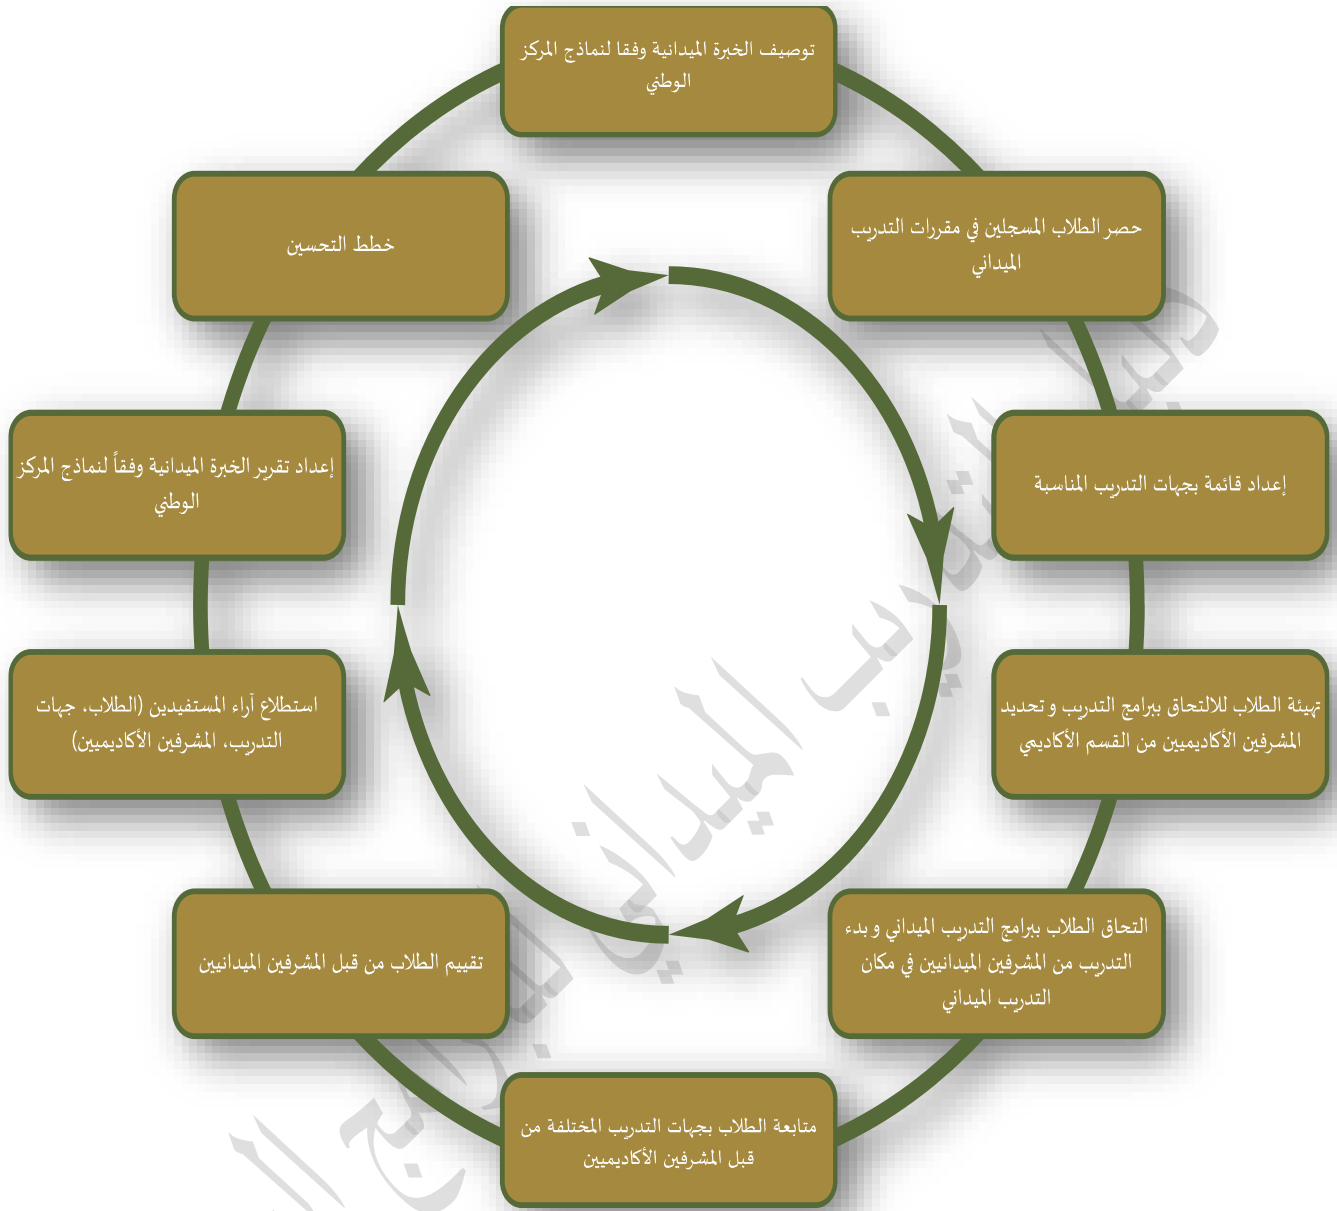 توصيف الخبرة الميدانية وفقا لنماذج المركز
الوطني
حصر الطلاب المسجلين في مقررات التدريب
الميداني
إعداد قائمة بجهات التدريب المناسبة
تهيئة الطلاب للالتحاق ببرامج التدريب و تحديد
المشرفين الأكاديميين من القسم الأكاديمي
التحاق الطلاب ببرامج التدريب الميداني و بدء
التدريب من المشرفين الميدانيين في مكان
التدريب الميداني
متابعة الطلاب بجهات التدريب المختلفة من
قبل المشرفين الأكاديميين
تقييم الطلاب من قبل المشرفين الميدانيين
استطلاع آراء المستفيدين (الطلاب، جهات
التدريب، المشرفين الأكاديميين)
إعداد تقرير الخبرة الميدانية وفقاً لنماذج المركز
الوطني
خطط التحسين
التدريب الميداني لبرامج